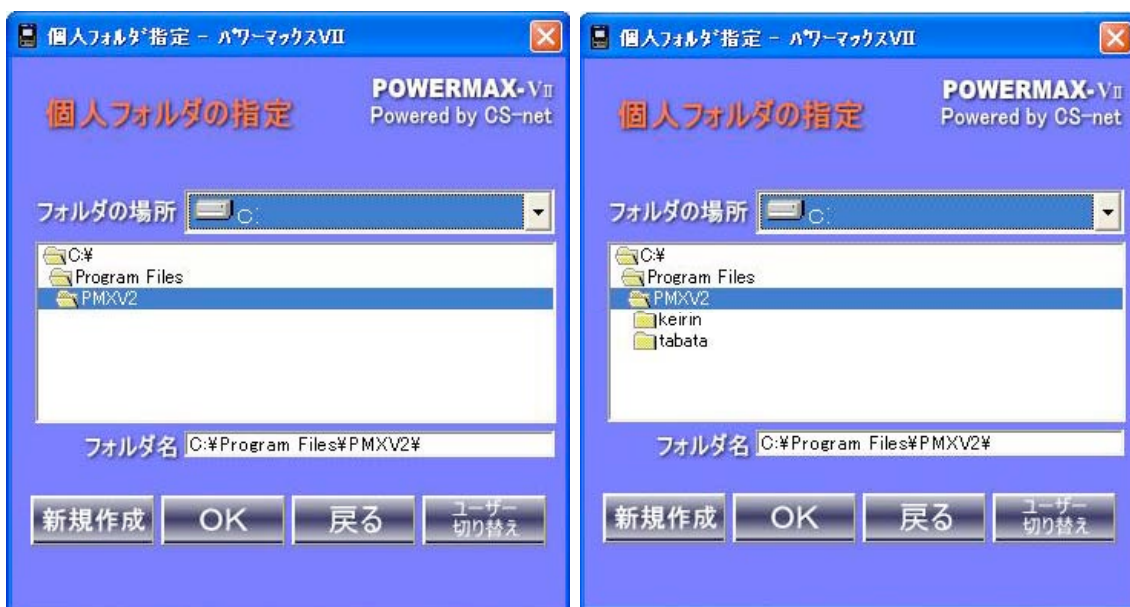 個人フォルダ指定 - パワーマックスVII
個人フォルダの指定
POWERMAX-VII
Powered by CS-net
フォルダの場所
C:
C:¥
Program Files
PMXV2
フォルダ名 C:¥Program Files¥PMXV2¥
新規作成
OK
戻る
ユーザー
切り替え
個人フォルダ指定 - パワーマックスVII
個人フォルダの指定
POWERMAX-VII
Powered by CS-net
フォルダの場所
C:
C:¥
Program Files
PMXV2
keirin
tabata
フォルダ名 C:¥Program Files¥PMXV2¥
新規作成
OK
戻る
ユーザー
切り替え